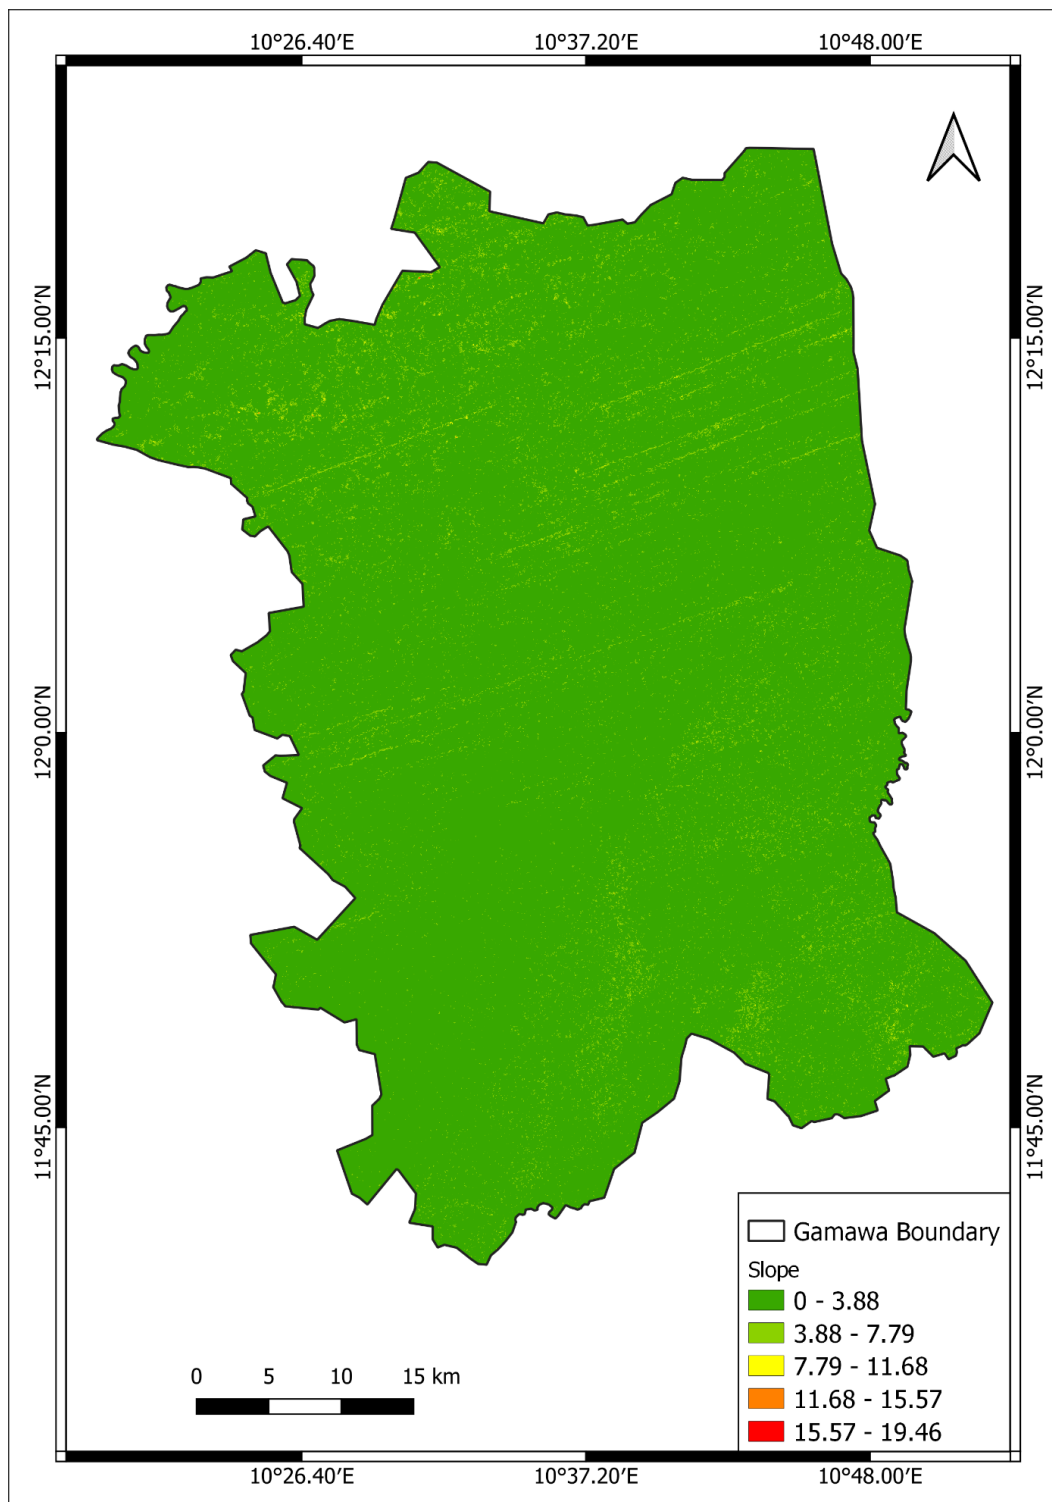 10°26.40′E 10°37.20′E 10°48.00′E
12°15.00′N 12°15.00′N
12°0.00′N 12°0.00′N
11°45.00′N 11°45.00′N
Gamawa Boundary
Slope
0 - 3.88
3.88 - 7.79
7.79 - 11.68
11.68 - 15.57
15.57 - 19.46
0 5 10 15 km
10°26.40′E 10°37.20′E 10°48.00′E